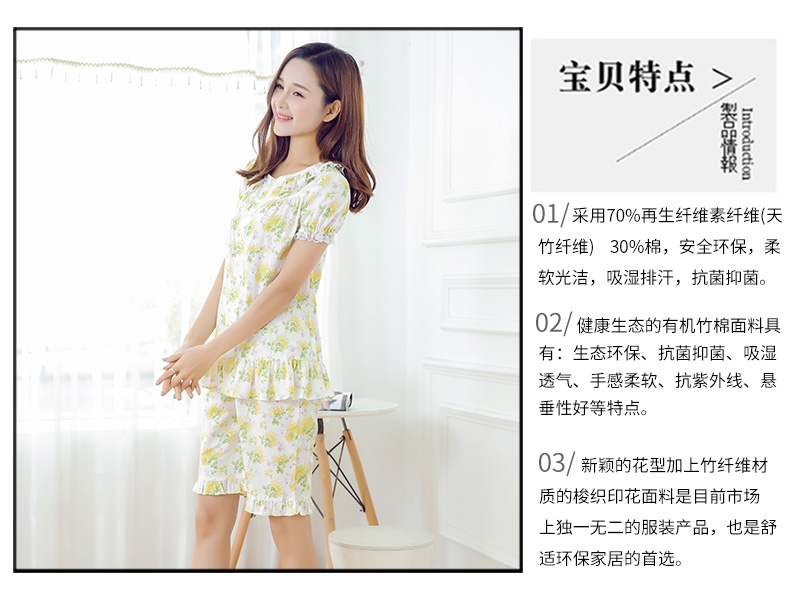 宝贝特点 >
製品情報
Introduction
01/ 采用70%再生纤维素纤维(天
竹纤维) 30%棉，安全环保，柔
软光洁，吸湿排汗，抗菌抑菌。
02/ 健康生态的有机竹棉面料具
有：生态环保、抗菌抑菌、吸湿
透气、手感柔软、抗紫外线、悬
垂性好等特点。
03/ 新颖的花型加上竹纤维材
质的梭织印花面料是目前市场
上独一无二的服装产品，也是舒
适环保家居的首选。